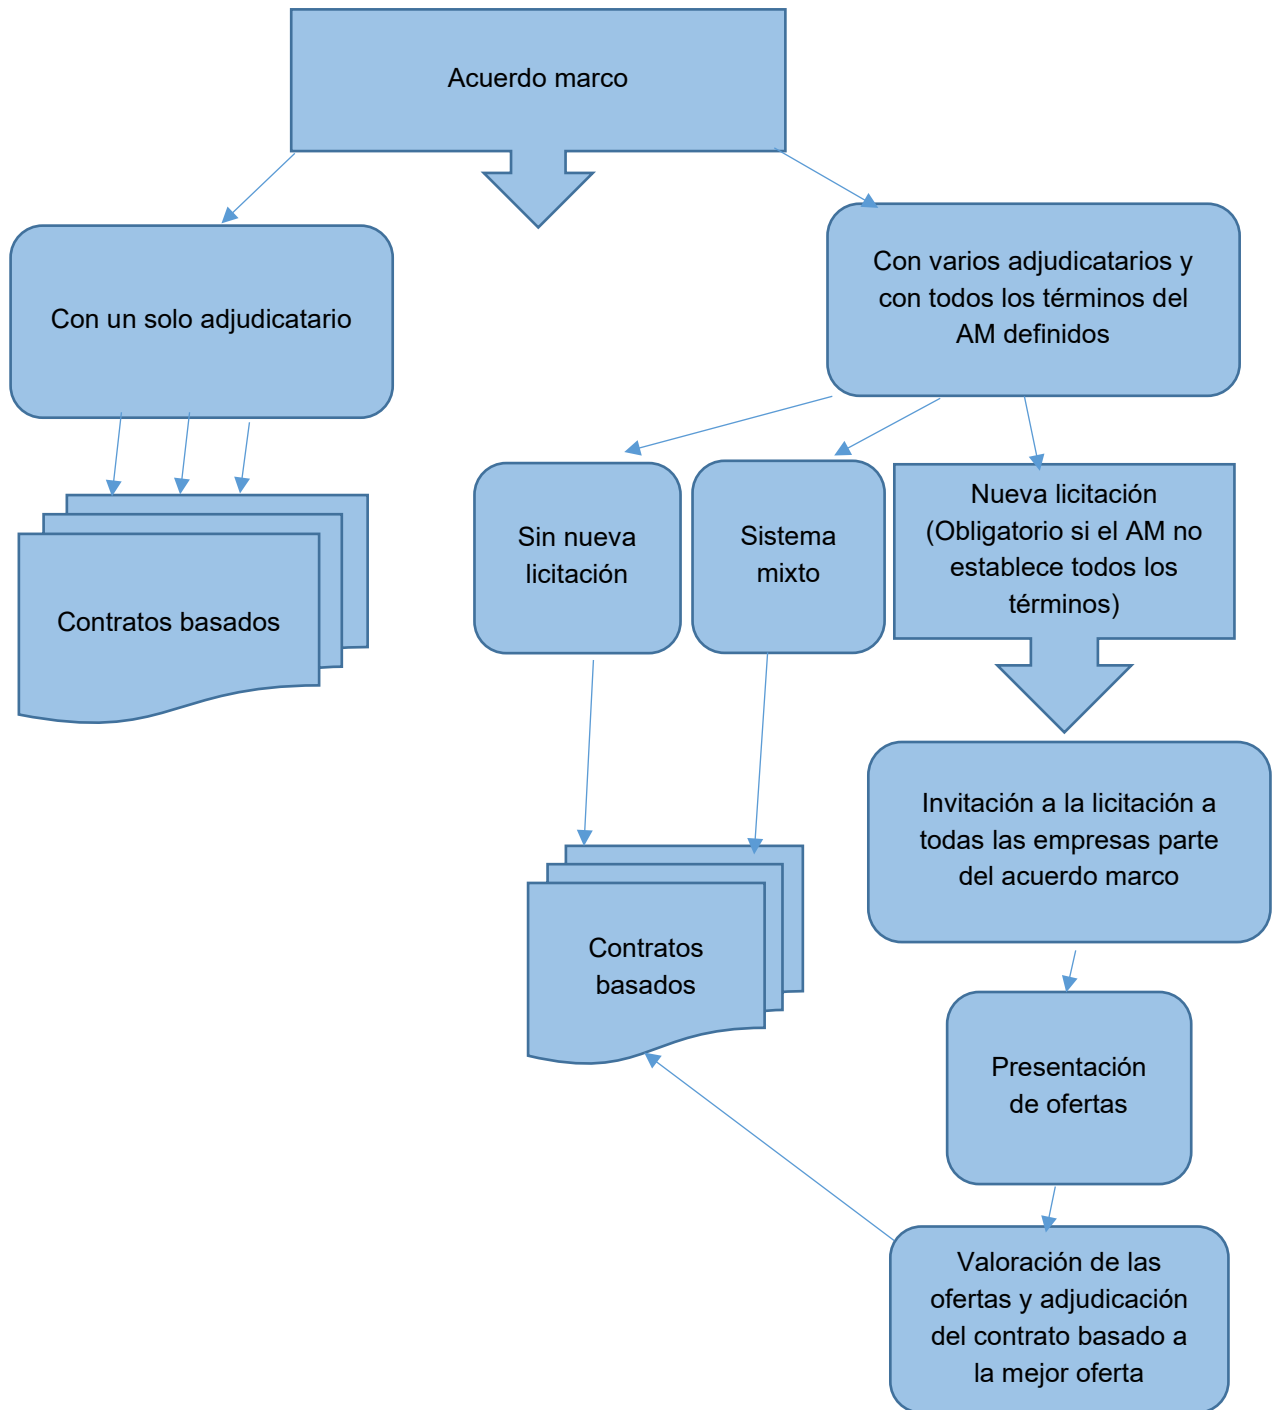 Acuerdo marco
Con un solo adjudicatario
Con varios adjudicatarios y
con todos los términos del
AM definidos
Contratos basados
Sin nueva
licitación
Sistema
mixto
Nueva licitación
(Obligatorio si el AM no
establece todos los
términos)
Invitación a la licitación a
todas las empresas parte
del acuerdo marco
Contratos
basados
Presentación
de ofertas
Valoración de las
ofertas y adjudicación
del contrato basado a
la mejor oferta